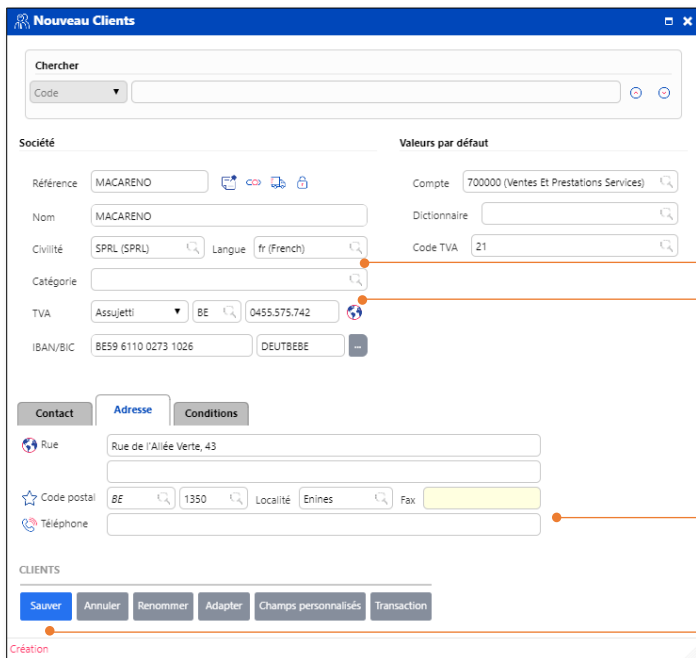 Nouveau Clients
Chercher
Code
Société
Valeurs par défaut
Référence MACARENO
Compte 700000 (Ventes Et Prestations Services)
Nom MACARENO
Dictionnaire
Civilité SPRL (SPRL) Langue fr (French)
Code TVA 21
Catégorie
TVA Assujetti BE 0455.575.742
IBAN/BIC BE59 6110 0273 1026 DEUTBEBE ...
Contact Adresse Conditions
Rue Rue de l'Allée Verte, 43
Code postal BE 1350 Localité Enines Fax
Téléphone
CLIENTS
Sauver Annuler Renommer Adapter Champs personnalisés Transaction
Création